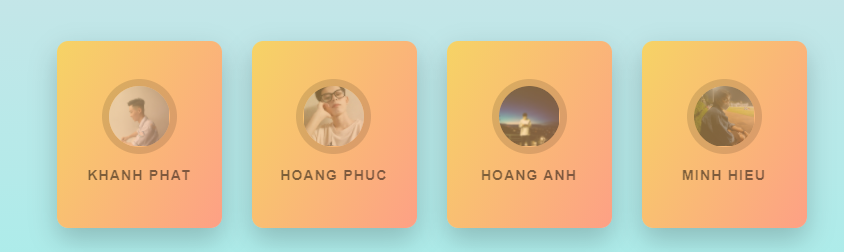 KHANH PHAT
HOANG PHUC
HOANG ANH
MINH HIEU